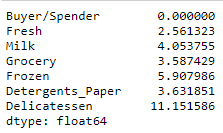 Buyer/Spender 0.000000
Fresh 2.561323
Milk 4.053755
Grocery 3.587429
Frozen 5.907986
Detergents_Paper 3.631851
Delicatessen 11.151586
dtype: float64